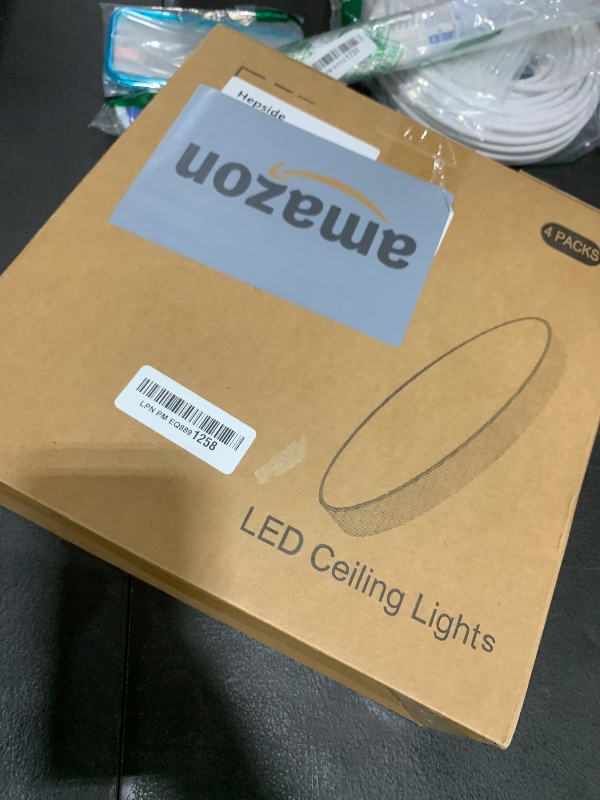 Hepside
amazon
4 PACKS
LPN PM EQ889 1258
LED Ceiling Lights